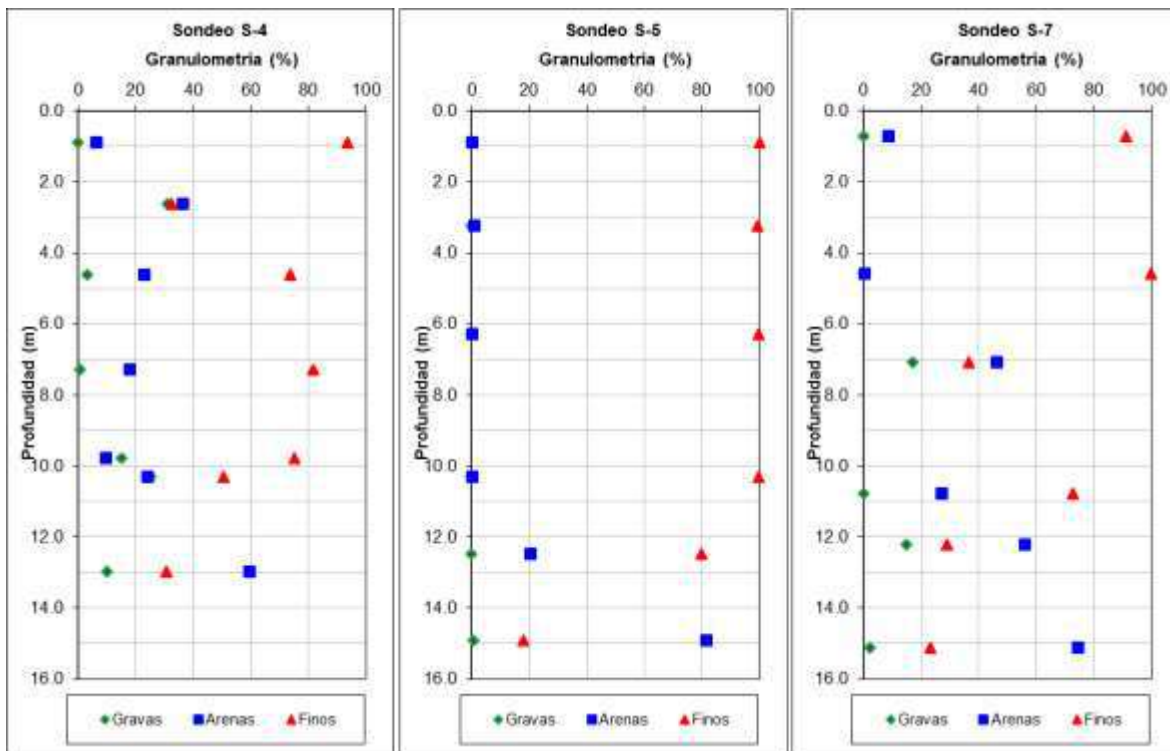 Sondeo S-4
Granulometria (%)
0 20 40 60 80 100
0.0
2.0
4.0
6.0
8.0
10.0
12.0
14.0
16.0
Profundidad (m)
Gravas Arenas Finos
Sondeo S-5
Granulometria (%)
0 20 40 60 80 100
0.0
2.0
4.0
6.0
8.0
10.0
12.0
14.0
16.0
Profundidad (m)
Gravas Arenas Finos
Sondeo S-7
Granulometria (%)
0 20 40 60 80 100
0.0
2.0
4.0
6.0
8.0
10.0
12.0
14.0
16.0
Profundidad (m)
Gravas Arenas Finos